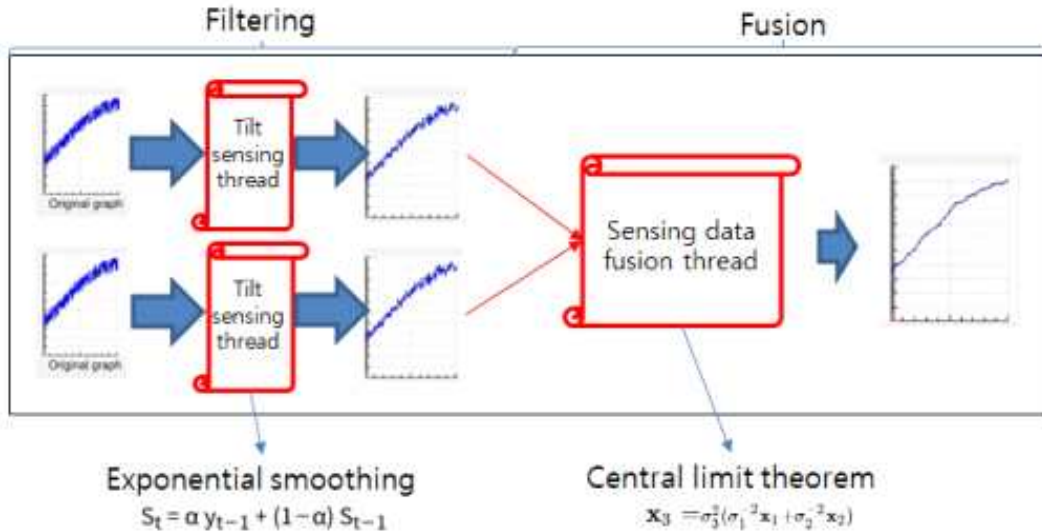 Filtering
Fusion
Tilt
sensing
thread
Original graph
Tilt
sensing
thread
Original graph
Sensing data
fusion thread
Exponential smoothing
Sₜ = α yₜ₋₁ + (1−α) Sₜ₋₁
Central limit theorem
x₃ =σ₃²(σ₁⁻²x₁+σ₂⁻²x₂)